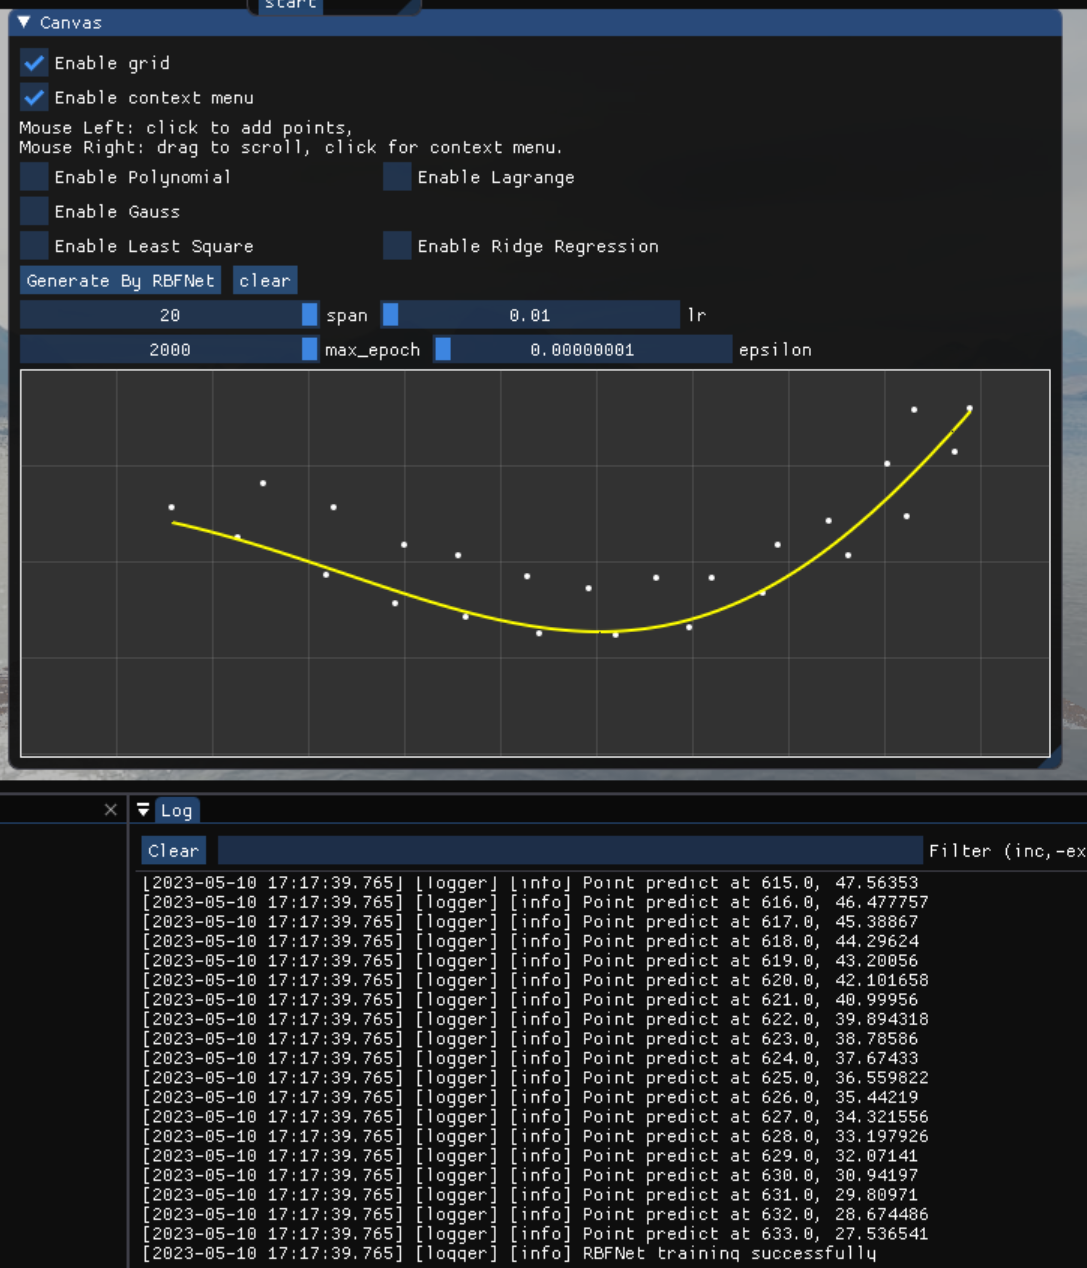 start
Canvas
Enable grid
Enable context menu
Mouse Left: click to add points,
Mouse Right: drag to scroll, click for context menu.
Enable Polynomial Enable Lagrange
Enable Gauss
Enable Least Square Enable Ridge Regression
Generate By RBFNet clear
20 span 0.01 lr
2000 max_epoch 0.00000001 epsilon
Log
Clear Filter (inc,-ex
[2023-05-10 17:17:39.765] [logger] [info] Point predict at 615.0, 47.56353
[2023-05-10 17:17:39.765] [logger] [info] Point predict at 616.0, 46.477757
[2023-05-10 17:17:39.765] [logger] [info] Point predict at 617.0, 45.38867
[2023-05-10 17:17:39.765] [logger] [info] Point predict at 618.0, 44.29624
[2023-05-10 17:17:39.765] [logger] [info] Point predict at 619.0, 43.20056
[2023-05-10 17:17:39.765] [logger] [info] Point predict at 620.0, 42.101658
[2023-05-10 17:17:39.765] [logger] [info] Point predict at 621.0, 40.99956
[2023-05-10 17:17:39.765] [logger] [info] Point predict at 622.0, 39.894318
[2023-05-10 17:17:39.765] [logger] [info] Point predict at 623.0, 38.78586
[2023-05-10 17:17:39.765] [logger] [info] Point predict at 624.0, 37.67433
[2023-05-10 17:17:39.765] [logger] [info] Point predict at 625.0, 36.559822
[2023-05-10 17:17:39.765] [logger] [info] Point predict at 626.0, 35.44219
[2023-05-10 17:17:39.765] [logger] [info] Point predict at 627.0, 34.321556
[2023-05-10 17:17:39.765] [logger] [info] Point predict at 628.0, 33.197926
[2023-05-10 17:17:39.765] [logger] [info] Point predict at 629.0, 32.07141
[2023-05-10 17:17:39.765] [logger] [info] Point predict at 630.0, 30.94197
[2023-05-10 17:17:39.765] [logger] [info] Point predict at 631.0, 29.80971
[2023-05-10 17:17:39.765] [logger] [info] Point predict at 632.0, 28.674486
[2023-05-10 17:17:39.765] [logger] [info] Point predict at 633.0, 27.536541
[2023-05-10 17:17:39.765] [logger] [info] RBFNet training successfully